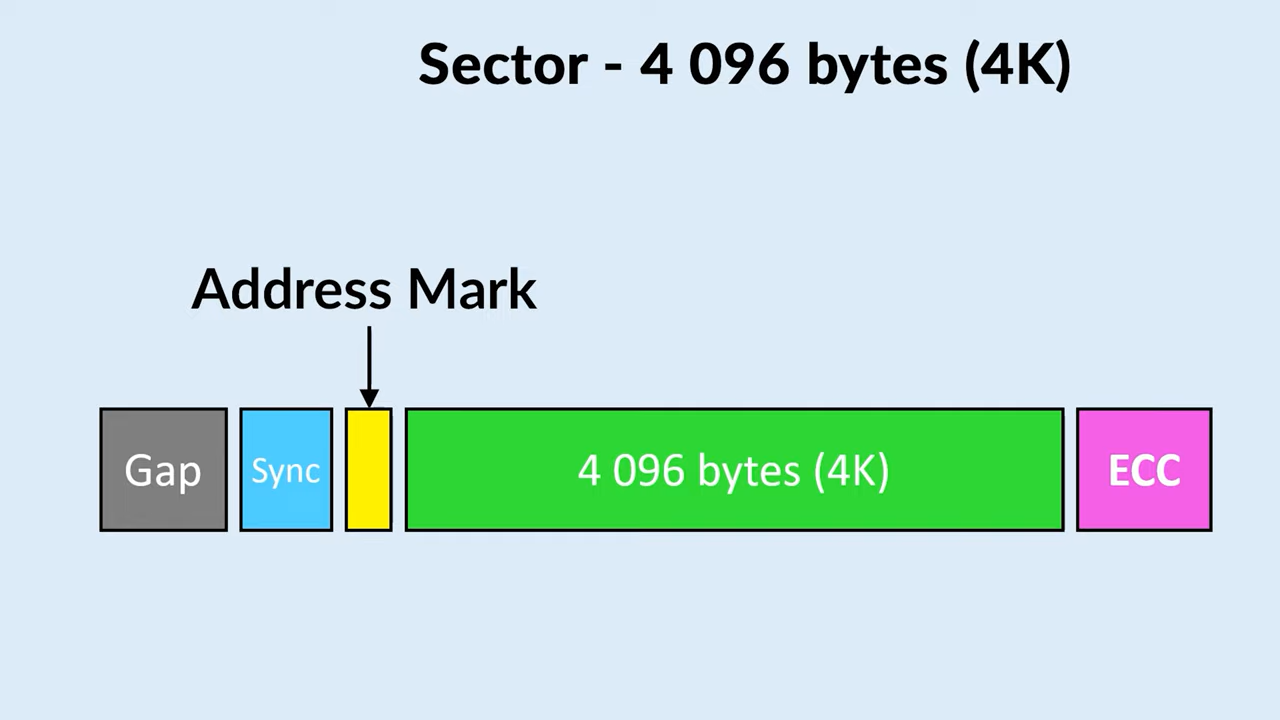 Sector - 4 096 bytes (4K)
Address Mark
Gap
Sync
4 096 bytes (4K)
ECC